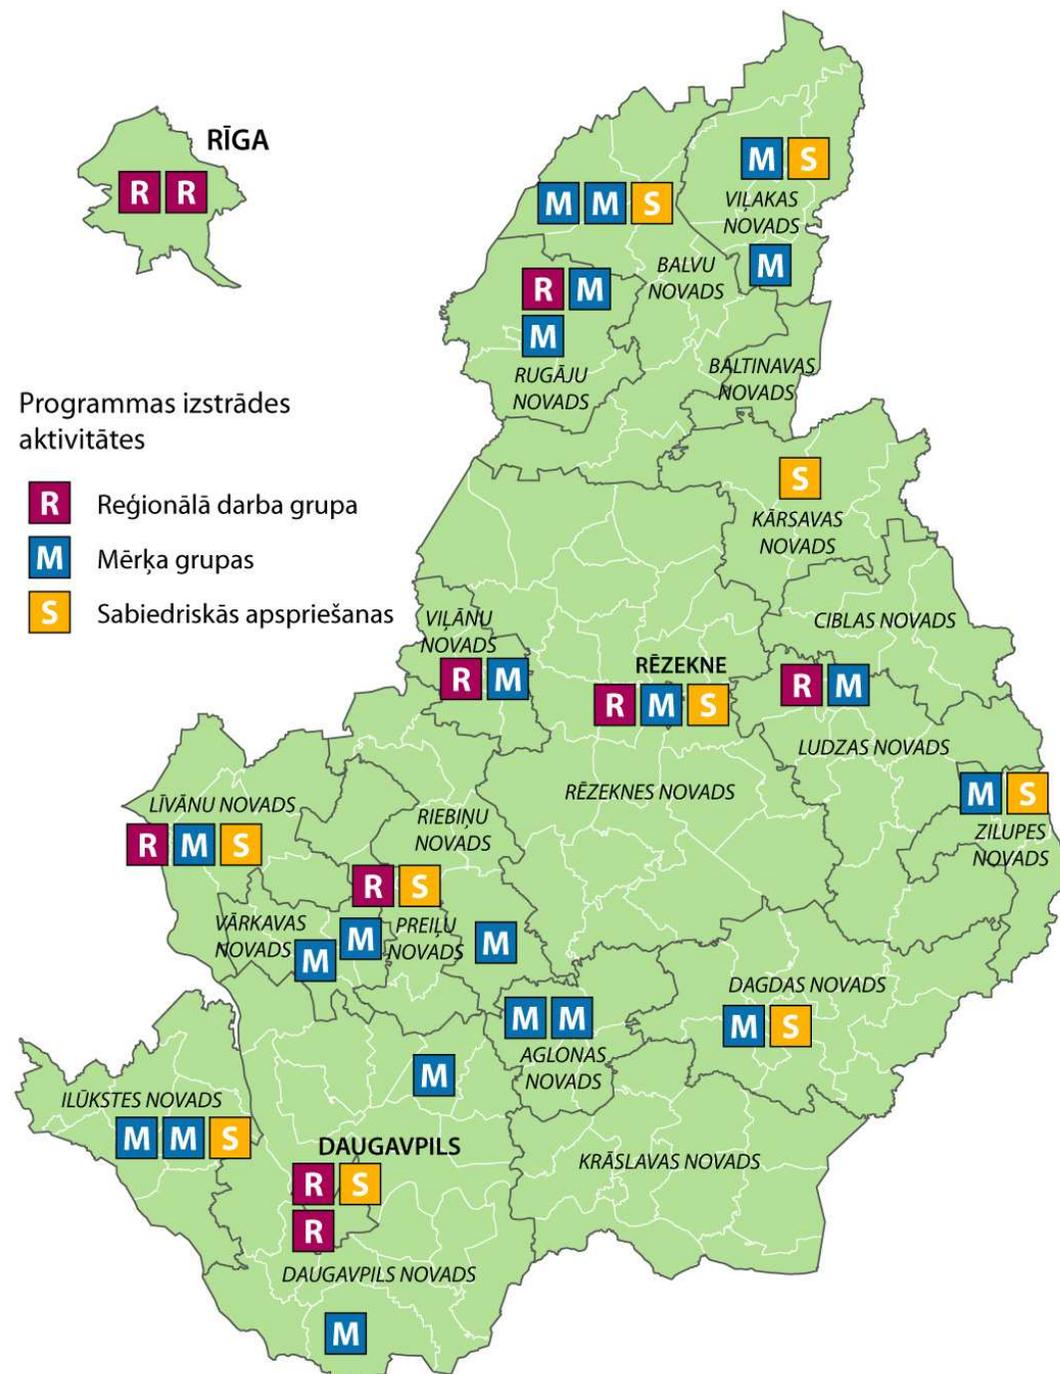 RĪGA
R R
M S
VIĻAKAS
NOVADS
M M S
M
BALVU
NOVADS
R M
M
RUGĀJU
NOVADS
BALTINAVAS
NOVADS
Programmas izstrādes
aktivitātes
R Reģionālā darba grupa
M Mērķa grupas
S Sabiedriskās apspriešanas
S
KĀRSAVAS
NOVADS
CIBLAS NOVADS
VIĻĀNU
NOVADS
R M
RĒZEKNE
R M S
R M
LUDZAS NOVADS
RĒZEKNES NOVADS
M S
ZILUPES
NOVADS
LĪVĀNU NOVADS
R M S
RIEBIŅU
NOVADS
R S
VĀRKAVAS
NOVADS
M
M
PREIĻU
NOVADS
M
DAGDAS NOVADS
M S
M M
AGLONAS
NOVADS
M
ILŪKSTES NOVADS
M M S
DAUGAVPILS
R S
R
KRĀSLAVAS NOVADS
DAUGAVPILS NOVADS
M